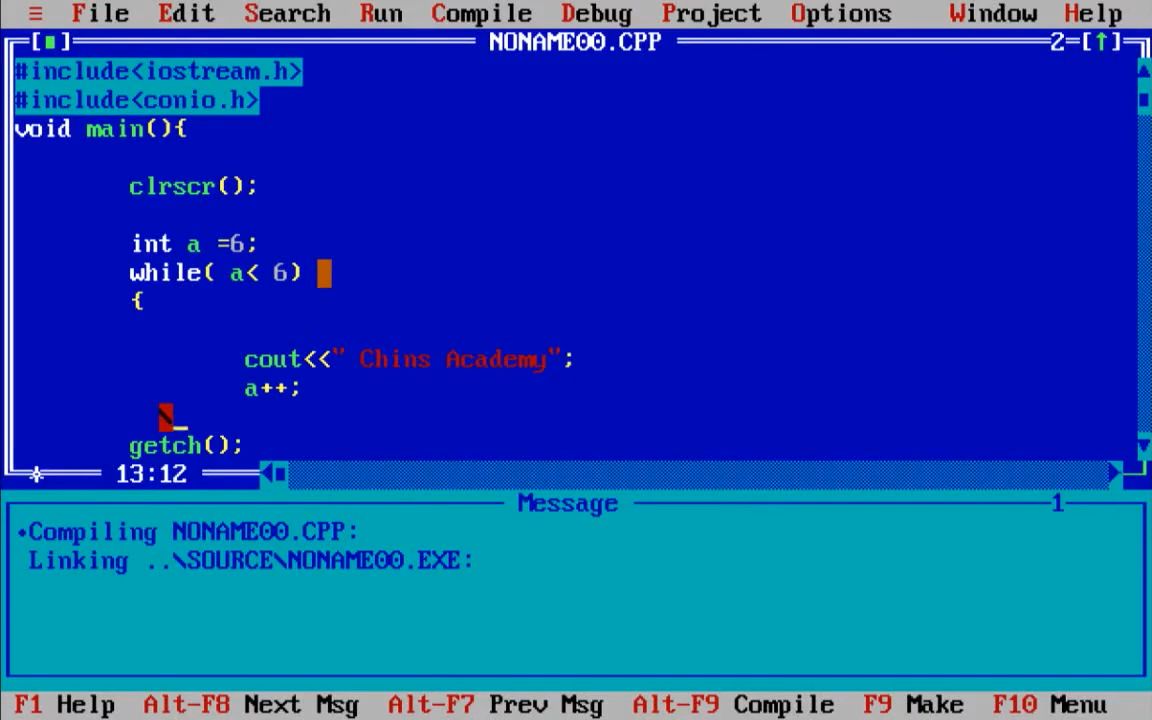 ≡ File Edit Search Run Compile Debug Project Options Window Help
[■] NONAME00.CPP 2=[↑]
#include<iostream.h>
#include<conio.h>
void main(){
clrscr();
int a =6;
while( a< 6)
{
cout<<" Chins Academy";
a++;
\_
getch();
13:12
Message 1
•Compiling NONAME00.CPP:
Linking ..\SOURCE\NONAME00.EXE:
F1 Help Alt-F8 Next Msg Alt-F7 Prev Msg Alt-F9 Compile F9 Make F10 Menu